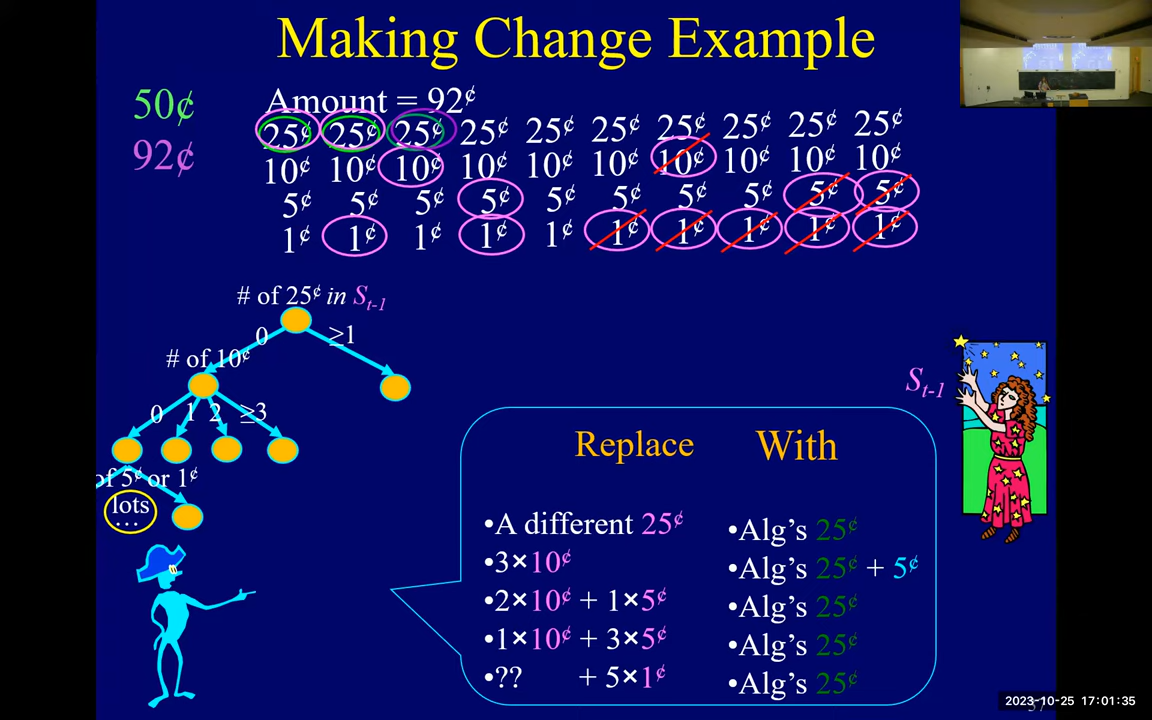 Making Change Example
50¢
92¢
Amount = 92¢
25¢ 25¢ 25¢ 25¢ 25¢ 25¢ 25¢ 25¢ 25¢ 25¢
10¢ 10¢ 10¢ 10¢ 10¢ 10¢ 10¢ 10¢ 10¢ 10¢
5¢ 5¢ 5¢ 5¢ 5¢ 5¢ 5¢ 5¢ 5¢ 5¢
1¢ 1¢ 1¢ 1¢ 1¢ 1¢ 1¢ 1¢ 1¢ 1¢
# of 25¢ in St-1
0 ≥1
# of 10¢
0 1 2 ≥3
of 5¢ or 1¢
lots
...
St-1
Replace With
•A different 25¢ •Alg's 25¢
•3×10¢ •Alg's 25¢ + 5¢
•2×10¢ + 1×5¢ •Alg's 25¢
•1×10¢ + 3×5¢ •Alg's 25¢
•?? + 5×1¢ •Alg's 25¢
2023-10-25 17:01:35